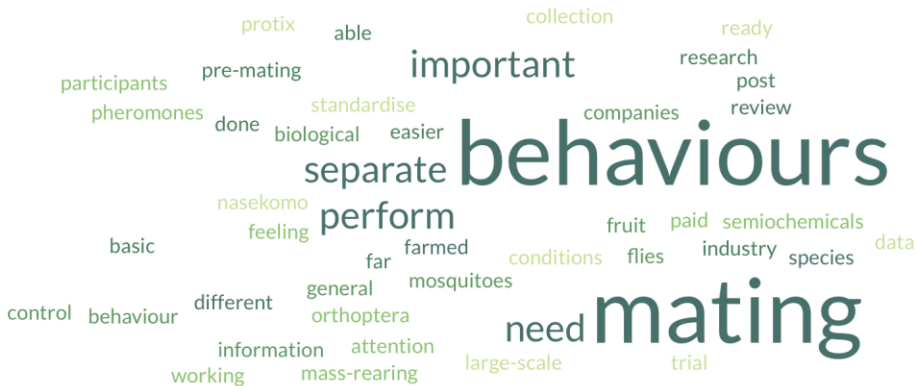 collection
protix
able
ready
important
research
pre-mating
participants
post
standardise
review
pheromones
companies
done
biological
easier
behaviours
separate
nasekomo
perform
feeling
fruit
paid
semiochemicals
basic
farmed
industry
data
far
conditions
flies
species
general
mosquitoes
different
control
behaviour
orthoptera
need
mating
information
attention
large-scale
trial
working
mass-rearing